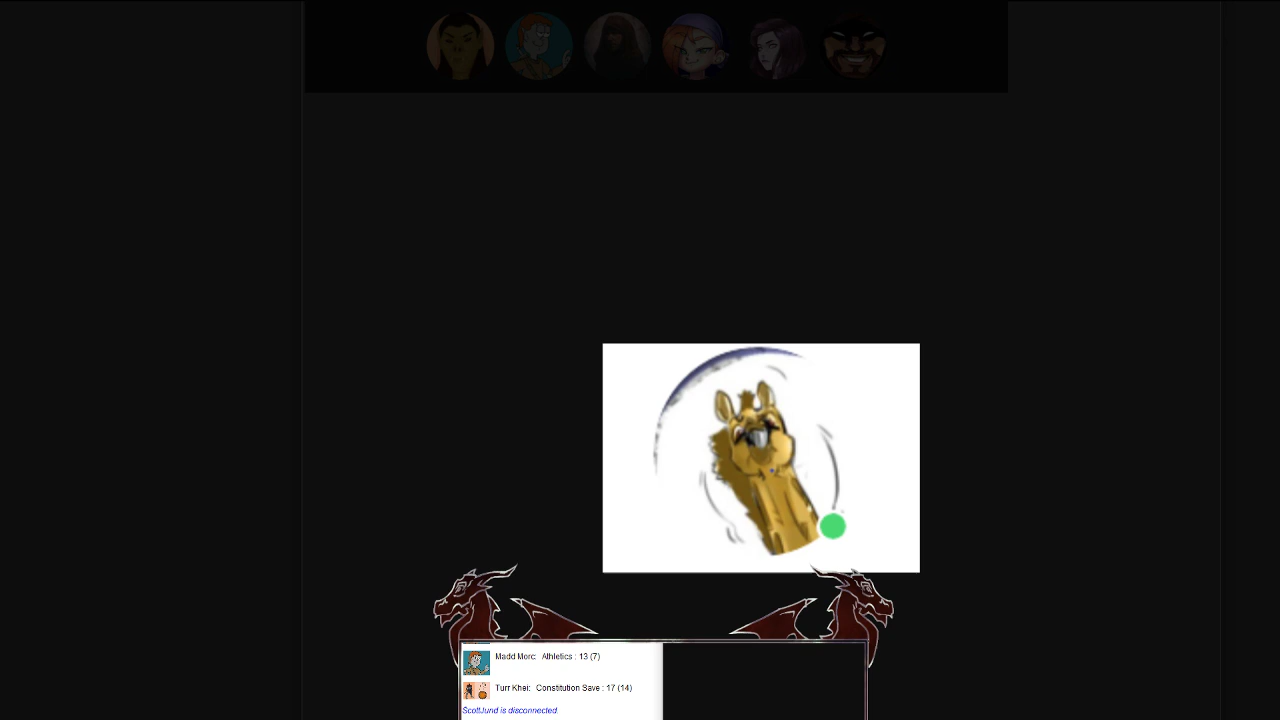 Madd Morc: Athletics : 13 (7)
Turr Khei: Constitution Save : 17 (14)
ScottJund is disconnected.